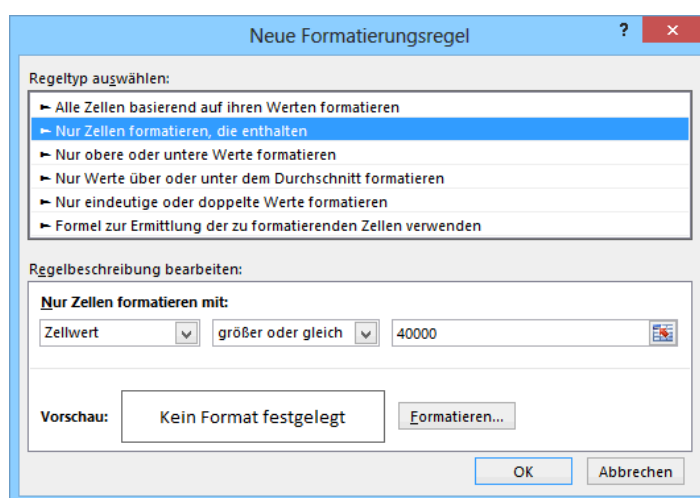 Neue Formatierungsregel
?
Regeltyp auswählen:
► Alle Zellen basierend auf ihren Werten formatieren
► Nur Zellen formatieren, die enthalten
► Nur obere oder untere Werte formatieren
► Nur Werte über oder unter dem Durchschnitt formatieren
► Nur eindeutige oder doppelte Werte formatieren
► Formel zur Ermittlung der zu formatierenden Zellen verwenden
Regelbeschreibung bearbeiten:
Nur Zellen formatieren mit:
Zellwert größer oder gleich 40000
Vorschau: Kein Format festgelegt Formatieren...
OK Abbrechen